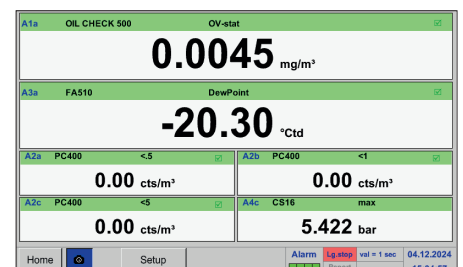 A1a OIL CHECK 500 OV-stat
0.0045 mg/m³
A3a FA510 DewPoint
-20.30 °Ctd
A2a PC400 <.5
0.00 cts/m³
A2b PC400 <1
0.00 cts/m³
A2c PC400 <5
0.00 cts/m³
A4c CS16 max
5.422 bar
Home Setup Alarm Lg.stop val = 1 sec 04.12.2024